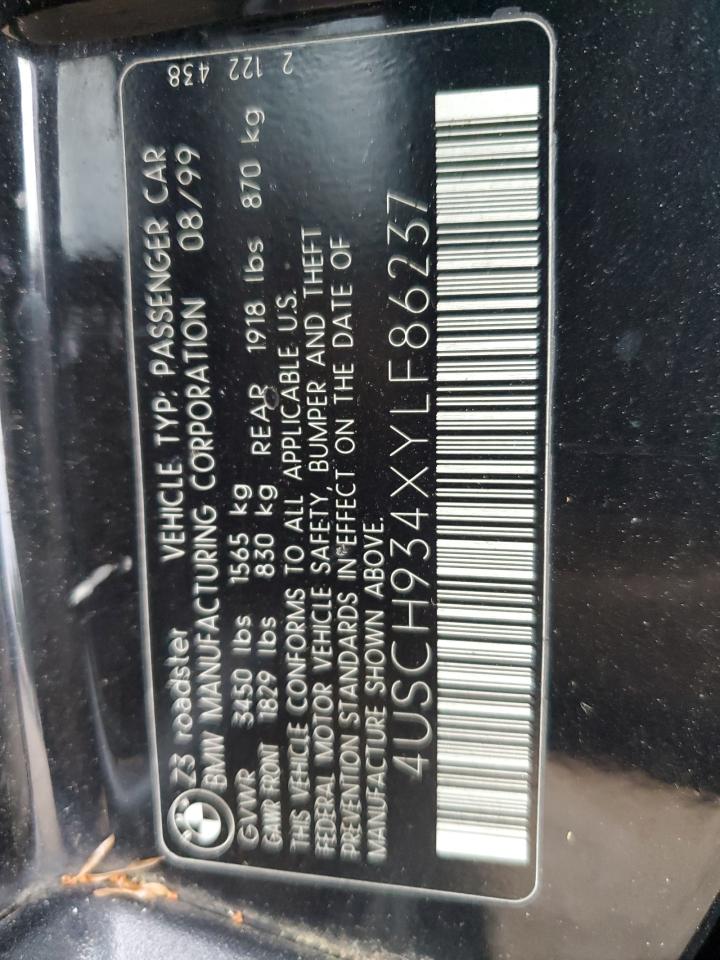 Z3 roadster VEHICLE TYP: PASSENGER CAR 438
BMW MANUFACTURING CORPORATION 08/99
GVWR 3450 lbs 1565 kg 122
GAWR FRONT 1829 lbs 830 kg REAR 1918 lbs 870 kg 2
THIS VEHICLE CONFORMS TO ALL APPLICABLE U.S.
FEDERAL MOTOR VEHICLE SAFETY, BUMPER AND THEFT
PREVENTION STANDARDS IN EFFECT ON THE DATE OF
MANUFACTURE SHOWN ABOVE.
4USCH934XYLF86237